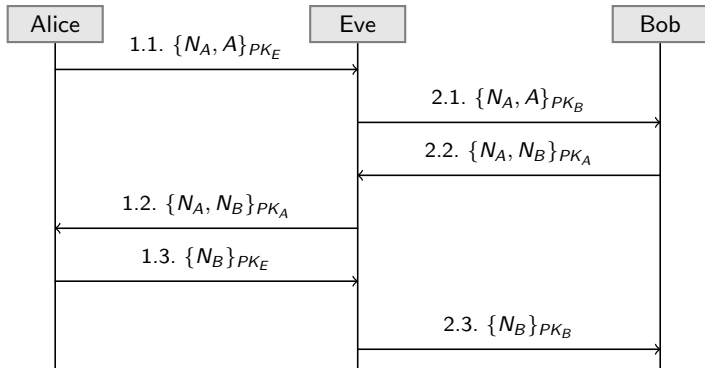 Alice Eve Bob
1.1. {N_A, A}_{PK_E}
2.1. {N_A, A}_{PK_B}
2.2. {N_A, N_B}_{PK_A}
1.2. {N_A, N_B}_{PK_A}
1.3. {N_B}_{PK_E}
2.3. {N_B}_{PK_B}